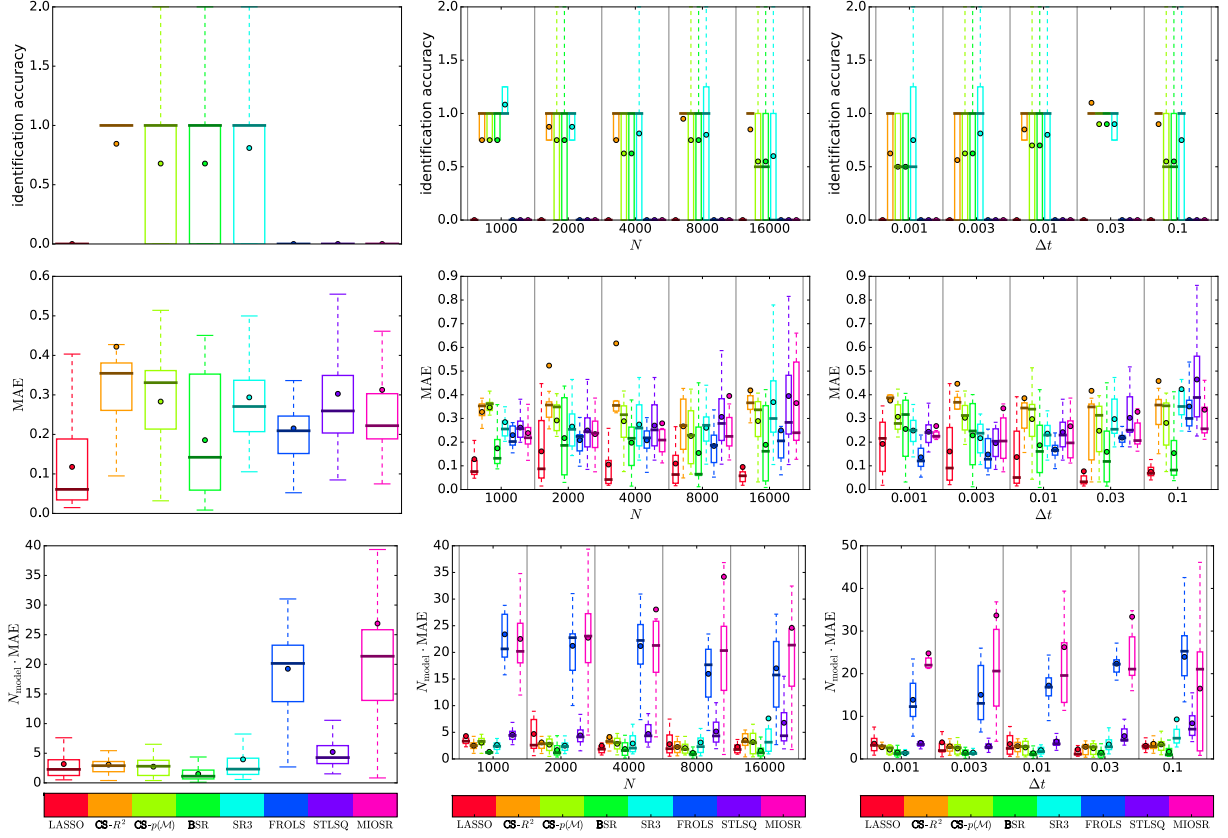 identification accuracy
2.0
1.5
1.0
0.5
0.0
identification accuracy
2.0
1.5
1.0
0.5
0.0
1000 2000 4000 8000 16000
N
identification accuracy
2.0
1.5
1.0
0.5
0.0
0.001 0.003 0.01 0.03 0.1
Δt
MAE
0.6
0.5
0.4
0.3
0.2
0.1
0.0
MAE
0.9
0.8
0.7
0.6
0.5
0.4
0.3
0.2
0.1
0.0
1000 2000 4000 8000 16000
N
MAE
0.9
0.8
0.7
0.6
0.5
0.4
0.3
0.2
0.1
0.0
0.001 0.003 0.01 0.03 0.1
Δt
N_model · MAE
40
35
30
25
20
15
10
5
0
N_model · MAE
40
35
30
25
20
15
10
5
0
1000 2000 4000 8000 16000
N
N_model · MAE
50
40
30
20
10
0
0.001 0.003 0.01 0.03 0.1
Δt
LASSO CS-R² CS-p(M) BSR SR3 FROLS STLSQ MIOSR
LASSO CS-R² CS-p(M) BSR SR3 FROLS STLSQ MIOSR
LASSO CS-R² CS-p(M) BSR SR3 FROLS STLSQ MIOSR